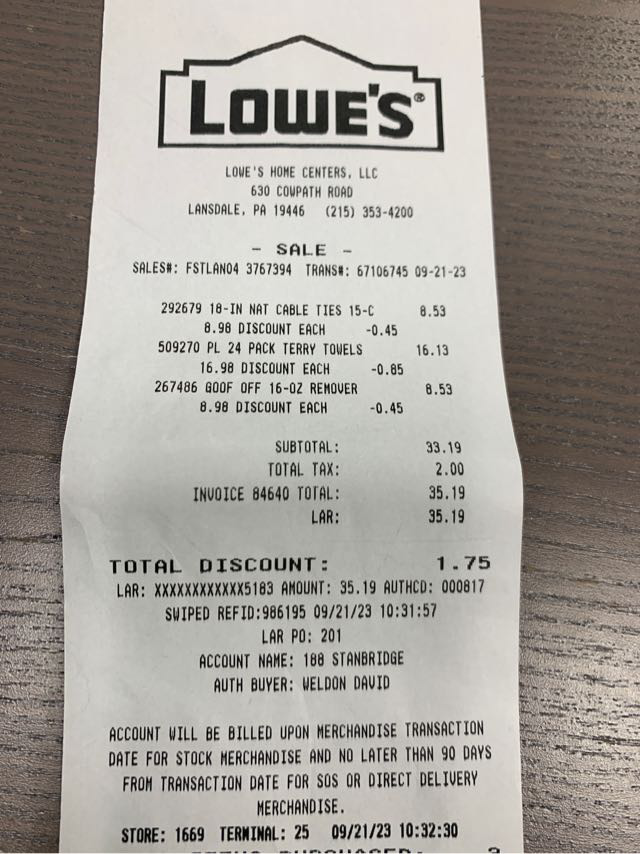 LOWE'S®
LOWE'S HOME CENTERS, LLC
630 COWPATH ROAD
LANSDALE, PA 19446 (215) 353-4200
- SALE -
SALES#: FSTLAN04 3767394 TRANS#: 67106745 09-21-23
292679 18-IN NAT CABLE TIES 15-C 8.53
8.98 DISCOUNT EACH -0.45
509270 PL 24 PACK TERRY TOWELS 16.13
16.98 DISCOUNT EACH -0.85
267486 GOOF OFF 16-OZ REMOVER 8.53
8.98 DISCOUNT EACH -0.45
SUBTOTAL: 33.19
TOTAL TAX: 2.00
INVOICE 84640 TOTAL: 35.19
LAR: 35.19
TOTAL DISCOUNT: 1.75
LAR: XXXXXXXXXXXX5183 AMOUNT: 35.19 AUTHCD: 000817
SWIPED REFID:986195 09/21/23 10:31:57
LAR PO: 201
ACCOUNT NAME: 188 STANBRIDGE
AUTH BUYER: WELDON DAVID
ACCOUNT WILL BE BILLED UPON MERCHANDISE TRANSACTION
DATE FOR STOCK MERCHANDISE AND NO LATER THAN 90 DAYS
FROM TRANSACTION DATE FOR SOS OR DIRECT DELIVERY
MERCHANDISE.
STORE: 1669 TERMINAL: 25 09/21/23 10:32:30